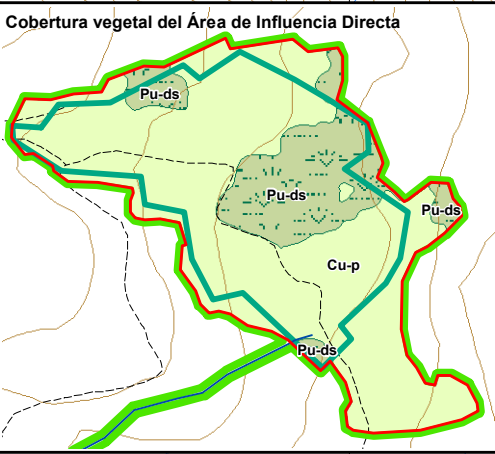 Cobertura vegetal del Área de Influencia Directa
Pu-ds
Pu-ds
Pu-ds
Cu-p
Pu-ds